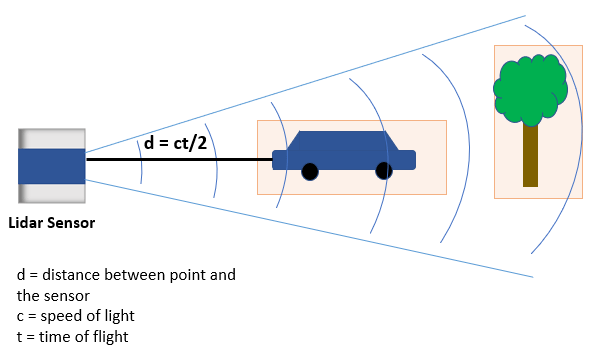 d = ct/2
Lidar Sensor
d = distance between point and
the sensor
c = speed of light
t = time of flight